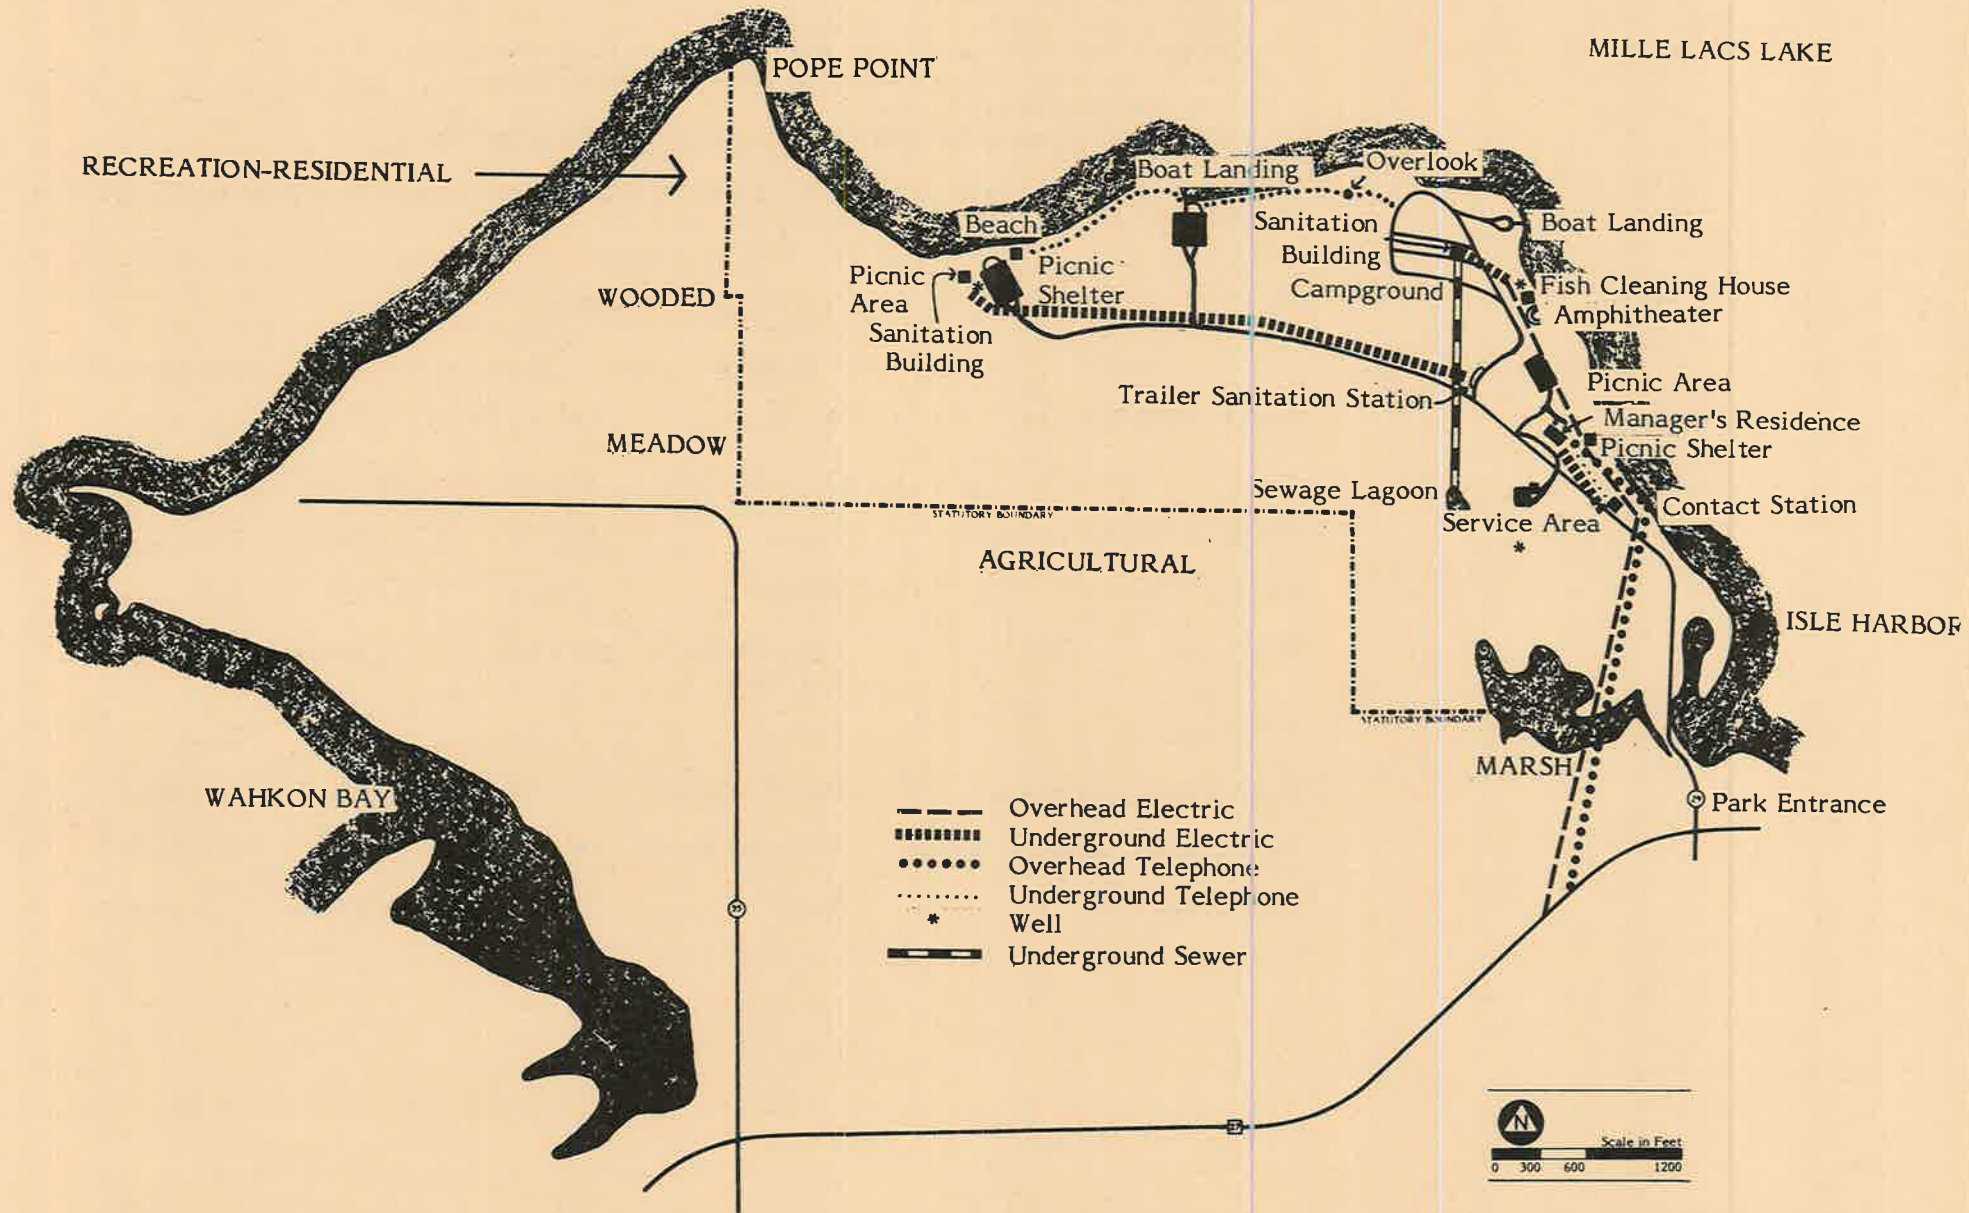 MILLE LACS LAKE
POPE POINT
RECREATION-RESIDENTIAL
Boat Landing
Overlook
Beach
Sanitation
Building
Campground
Boat Landing
Picnic
Shelter
Picnic
Area
Sanitation
Building
WOODED
Fish Cleaning House
Amphitheater
Picnic Area
Trailer Sanitation Station
Manager's Residence
Picnic Shelter
MEADOW
Sewage Lagoon
Service Area
Contact Station
STATUTORY BOUNDARY
AGRICULTURAL
ISLE HARBOR
STATUTORY BOUNDARY
MARSH
WAHKON BAY
Park Entrance
Overhead Electric
Underground Electric
Overhead Telephone
Underground Telephone
* Well
Underground Sewer
27
N
Scale in Feet
0 300 600 1200